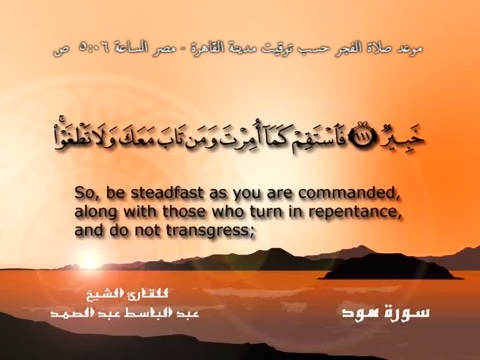 موعد صلاة الفجر حسب توقيت مدينة القاهرة - مصر الساعة ٥:٠٦ ص
خَبِيرٌ ﴿١١١﴾ فَاسْتَقِمْ كَمَا أُمِرْتَ وَمَن تَابَ مَعَكَ وَلَا تَطْغَوْا۟ۚ
So, be steadfast as you are commanded,
along with those who turn in repentance,
and do not transgress;
القارئ الشيخ
عبد الباسط عبد الصمد
سورة هود